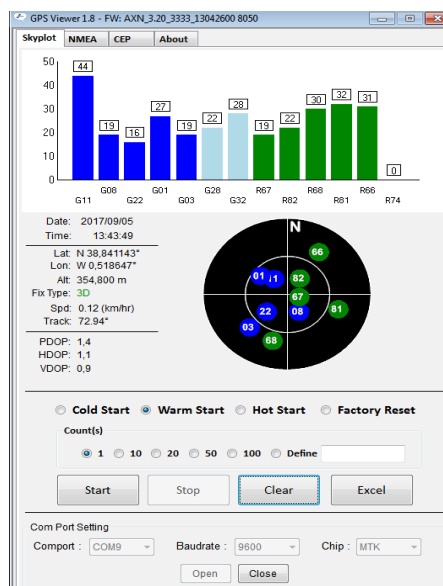 GPS Viewer 1.8 - FW: AXN_3.20_3333_13042600 8050
Skyplot NMEA CEP About
50
40
30
20
10
0
44 19 16 27 19 22 28 19 22 30 32 31 0
G08 G01 G28 R67 R68 R66
G11 G22 G03 G32 R82 R81 R74
Date: 2017/09/05
Time: 13:43:49
Lat: N 38,841143°
Lon: W 0,518647°
Alt: 354,800 m
Fix Type: 3D
Spd: 0.12 (km/hr)
Track: 72.94°
PDOP: 1,4
HDOP: 1,1
VDOP: 0,9
N
66
01 11 82
67
22 08 81
03
68
Cold Start Warm Start Hot Start Factory Reset
Count(s)
1 10 20 50 100 Define
Start Stop Clear Excel
Com Port Setting
Comport : COM9 Baudrate : 9600 Chip : MTK
Open Close